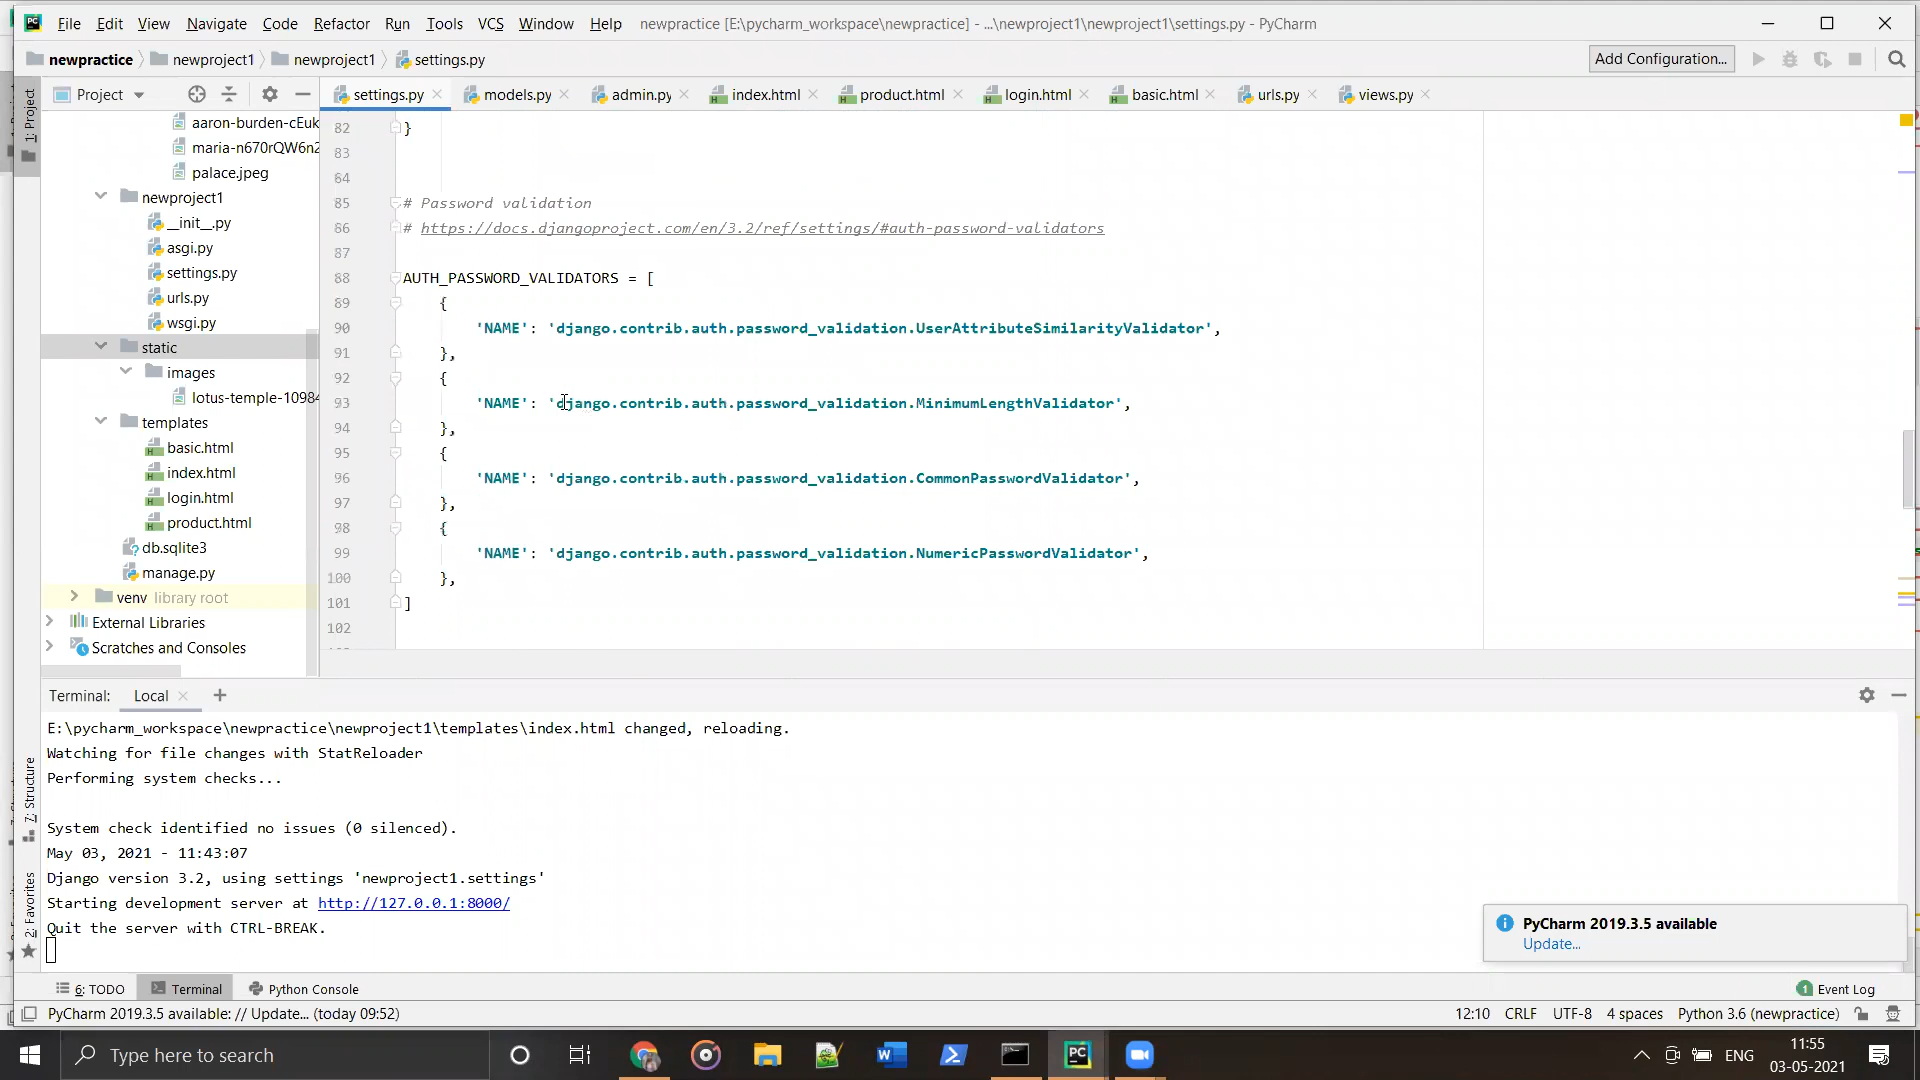 File Edit View Navigate Code Refactor Run Tools VCS Window Help newpractice [E:\pycharm_workspace\newpractice] - ...\newproject1\newproject1\settings.py - PyCharm
newpractice newproject1 newproject1 settings.py Add Configuration...
Project settings.py models.py admin.py index.html product.html login.html basic.html urls.py views.py
1: Project
aaron-burden-cEuk
maria-n670rQW6n2
palace.jpeg
newproject1
__init__.py
asgi.py
settings.py
urls.py
wsgi.py
static
images
lotus-temple-1098
templates
basic.html
index.html
login.html
product.html
db.sqlite3
manage.py
venv library root
External Libraries
Scratches and Consoles
82 }
83
84
85 # Password validation
86 # https://docs.djangoproject.com/en/3.2/ref/settings/#auth-password-validators
87
88 AUTH_PASSWORD_VALIDATORS = [
89 {
90 'NAME': 'django.contrib.auth.password_validation.UserAttributeSimilarityValidator',
91 },
92 {
93 'NAME': 'django.contrib.auth.password_validation.MinimumLengthValidator',
94 },
95 {
96 'NAME': 'django.contrib.auth.password_validation.CommonPasswordValidator',
97 },
98 {
99 'NAME': 'django.contrib.auth.password_validation.NumericPasswordValidator',
100 },
101 ]
102
Terminal: Local
E:\pycharm_workspace\newpractice\newproject1\templates\index.html changed, reloading.
Watching for file changes with StatReloader
Performing system checks...
System check identified no issues (0 silenced).
May 03, 2021 - 11:43:07
Django version 3.2, using settings 'newproject1.settings'
Starting development server at http://127.0.0.1:8000/
Quit the server with CTRL-BREAK.
7: Structure
2: Favorites
PyCharm 2019.3.5 available
Update...
6: TODO Terminal Python Console 1 Event Log
PyCharm 2019.3.5 available: // Update... (today 09:52) 12:10 CRLF UTF-8 4 spaces Python 3.6 (newpractice)
Type here to search ENG 11:55
03-05-2021